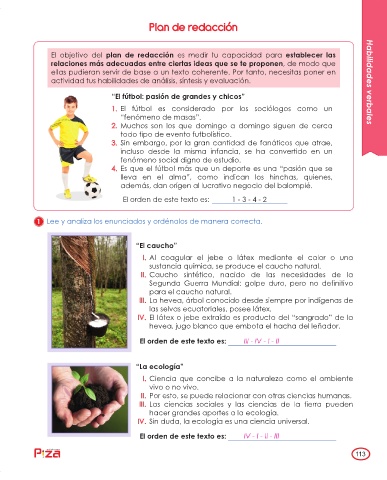 Plan de redacción
El objetivo del plan de redacción es medir tu capacidad para establecer las
relaciones más adecuadas entre ciertas ideas que se te proponen, de modo que
ellas pudieran servir de base a un texto coherente. Por tanto, necesitas poner en
actividad tus habilidades de análisis, síntesis y evaluación.
Habilidades verbales
"El fútbol: pasión de grandes y chicos"
1. El fútbol es considerado por los sociólogos como un
"fenómeno de masas".
2. Muchos son los que domingo a domingo siguen de cerca
todo tipo de evento futbolístico.
3. Sin embargo, por la gran cantidad de fanáticos que atrae,
incluso desde la misma infancia, se ha convertido en un
fenómeno social digno de estudio.
4. Es que el fútbol más que un deporte es una "pasión que se
lleva en el alma", como indican los hinchas, quienes,
además, dan origen al lucrativo negocio del balompié.
El orden de este texto es: 1 - 3 - 4 - 2
1 Lee y analiza los enunciados y ordénalos de manera correcta.
"El caucho"
I. Al coagular el jebe o látex mediante el calor o una
sustancia química, se produce el caucho natural.
II. Caucho sintético, nacido de las necesidades de la
Segunda Guerra Mundial: golpe duro, pero no definitivo
para el caucho natural.
III. La hevea, árbol conocido desde siempre por indígenas de
las selvas ecuatoriales, posee látex.
IV. El látex o jebe extraído es producto del "sangrado" de la
hevea, jugo blanco que embota el hacha del leñador.
El orden de este texto es: III - IV - I - II
"La ecología"
I. Ciencia que concibe a la naturaleza como el ambiente
vivo o no vivo.
II. Por esto, se puede relacionar con otras ciencias humanas.
III. Las ciencias sociales y las ciencias de la tierra pueden
hacer grandes aportes a la ecología.
IV. Sin duda, la ecología es una ciencia universal.
El orden de este texto es: IV - I - II - III
Pizza
113